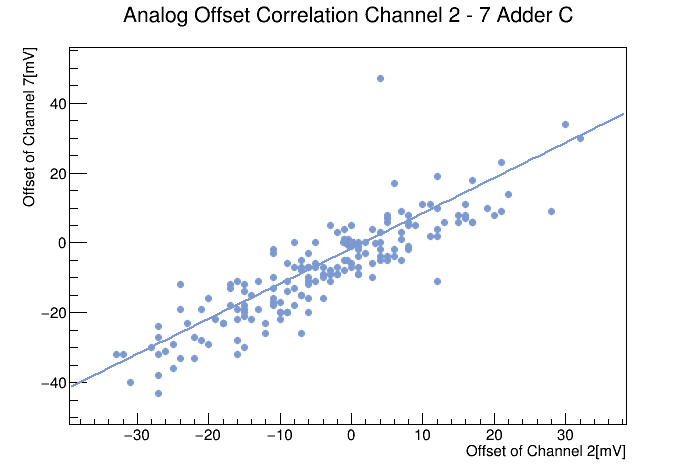 Analog Offset Correlation Channel 2 - 7 Adder C
Offset of Channel 7[mV]
40
20
0
−20
−40
−30 −20 −10 0 10 20 30
Offset of Channel 2[mV]